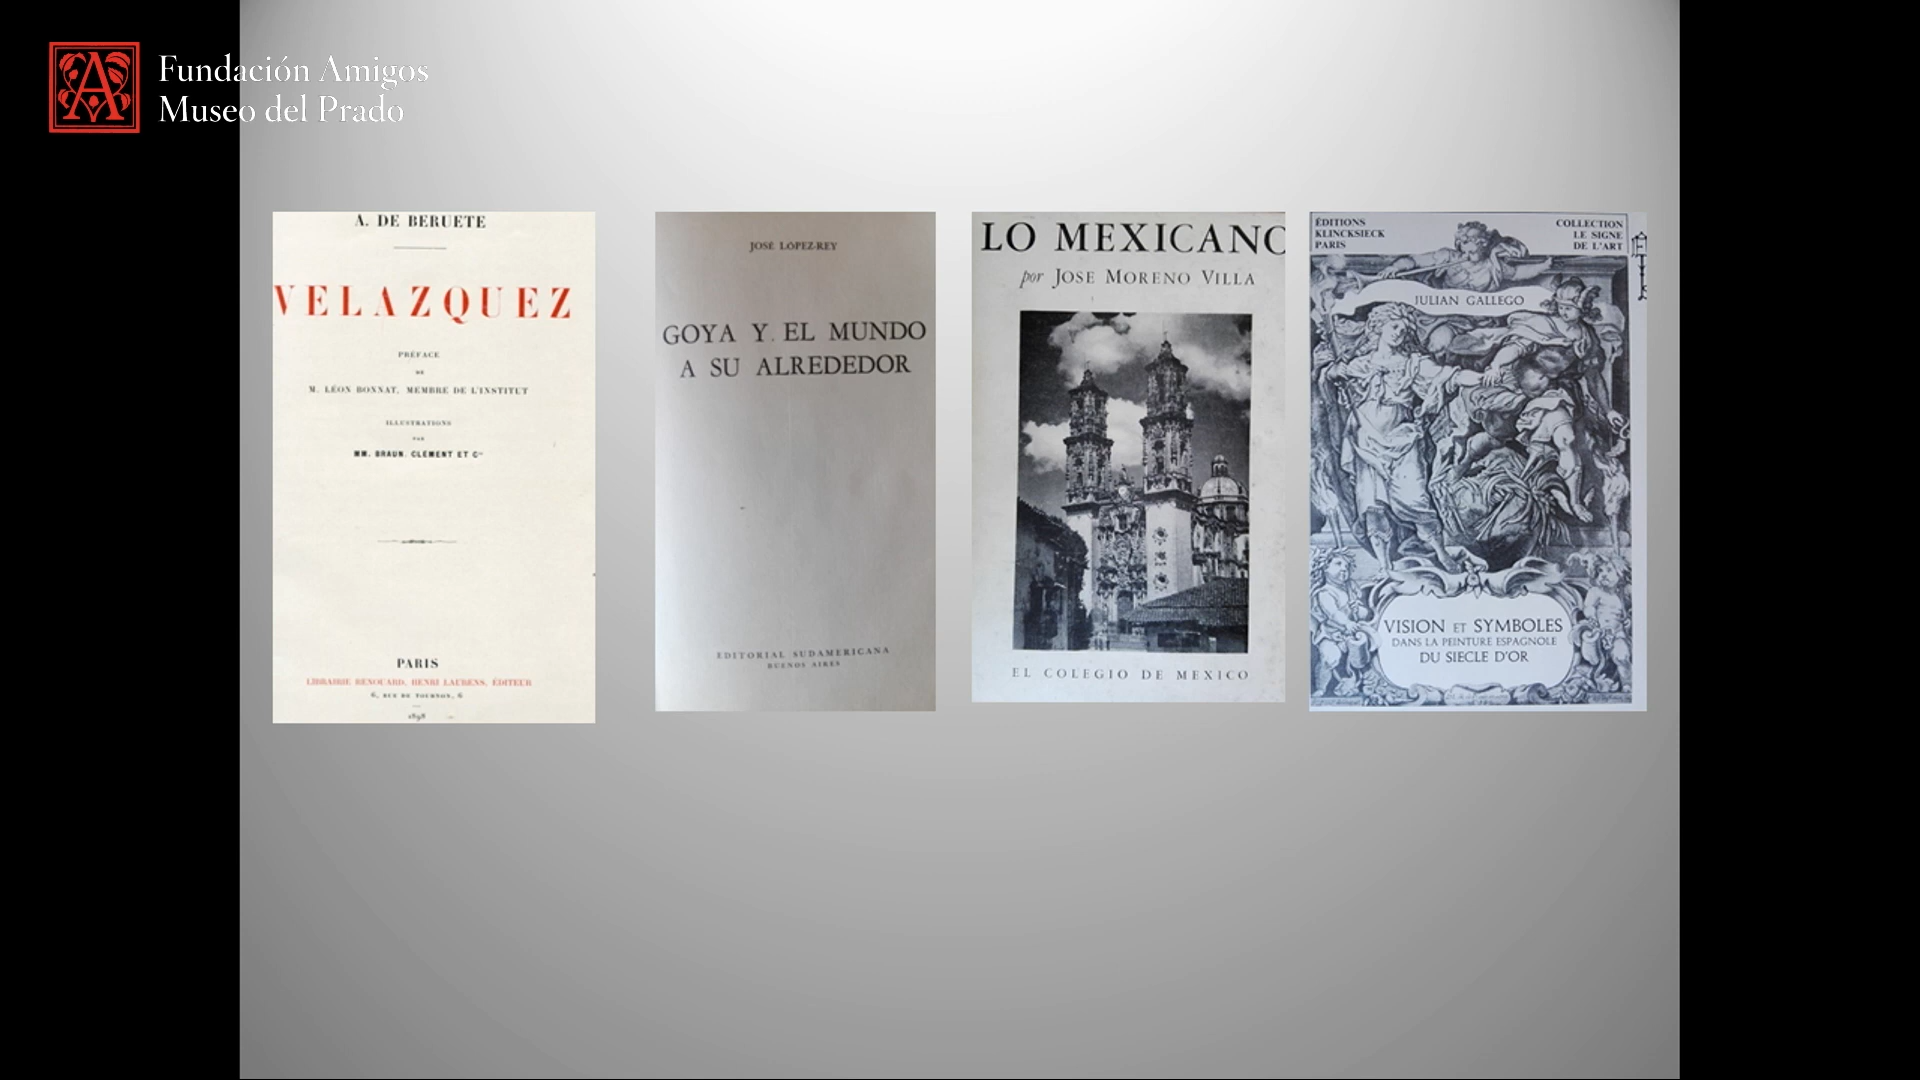 Fundación Amigos
Museo del Prado
A. DE BERUETE
VELAZQUEZ
PRÉFACE
DE
M. LÉON BONNAT, MEMBRE DE L'INSTITUT
ILLUSTRATIONS
PAR
MM. BRAUN, CLÉMENT ET Cie
PARIS
LIBRAIRIE RENOUARD, HENRI LAURENS, ÉDITEUR
6, RUE DE TOURNON, 6
1898
JOSÉ LÓPEZ-REY
GOYA Y EL MUNDO
A SU ALREDEDOR
EDITORIAL SUDAMERICANA
BUENOS AIRES
LO MEXICANO
por JOSE MORENO VILLA
EL COLEGIO DE MEXICO
ÉDITIONS
KLINCKSIECK
PARIS
COLLECTION
LE SIGNE
DE L'ART
JULIAN GALLEGO
VISION ET SYMBOLES
DANS LA PEINTURE ESPAGNOLE
DU SIECLE D'OR